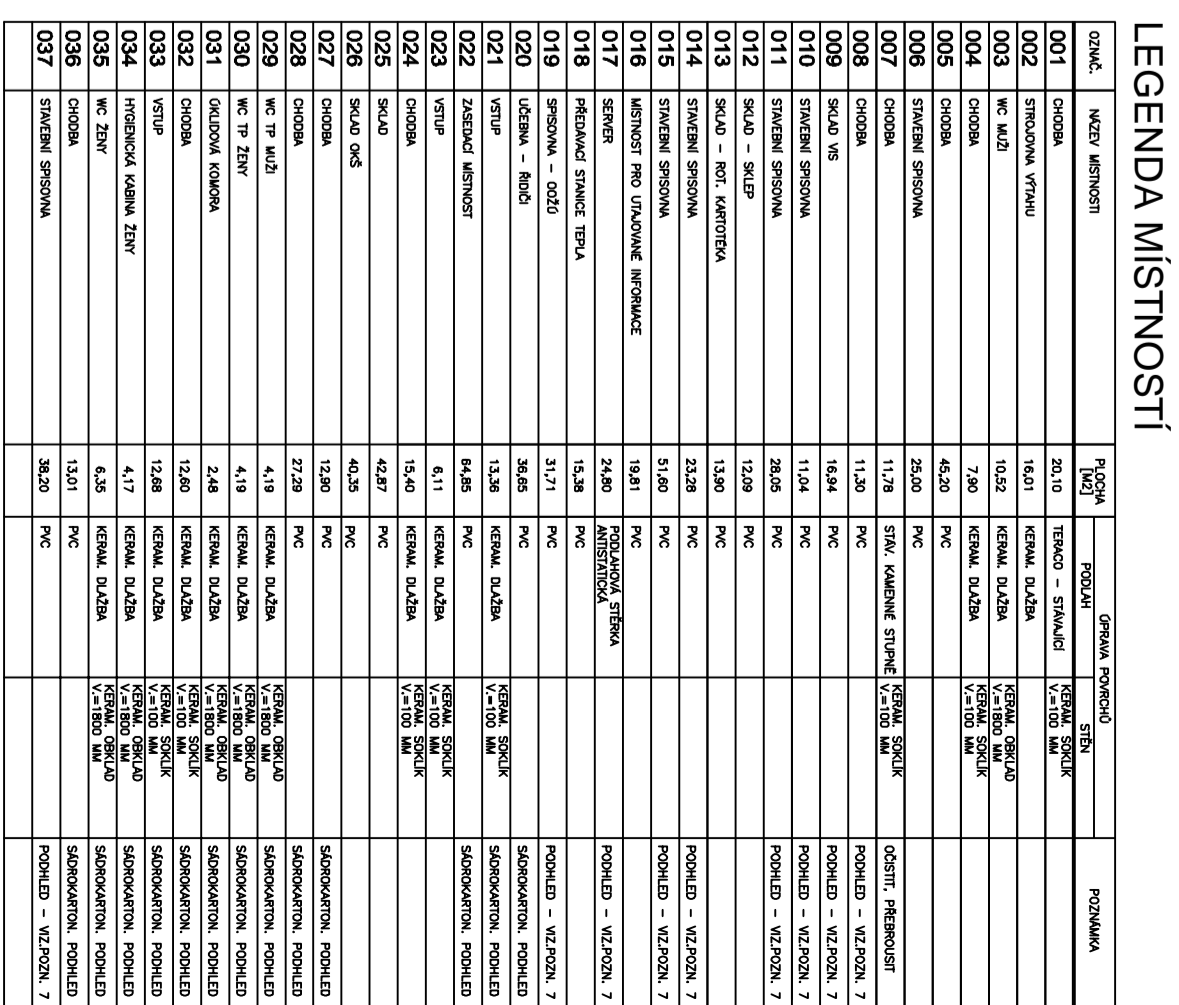 LEGENDA MÍSTNOSTÍ
OZNAČ. NÁZEV MÍSTNOSTI PLOCHA [M2] ÚPRAVA POVRCHŮ POZNÁMKA
PODLAH STĚN
001 CHODBA 20,10 TERACO – STÁVAJÍCÍ KERAM. SOKLÍK V.=100 MM
002 STROJOVNA VÝTAHU 16,01 KERAM. DLAŽBA
003 WC MUŽI 10,52 KERAM. DLAŽBA KERAM. OBKLAD V.=1800 MM
004 CHODBA 7,90 KERAM. DLAŽBA KERAM. SOKLÍK V.=100 MM
005 CHODBA 45,20 PVC
006 STAVEBNÍ SPISOVNA 25,00 PVC
007 CHODBA 11,78 STÁV. KAMENNÉ STUPNĚ KERAM. SOKLÍK V.=100 MM OČISTIT, PŘEBROUSIT
008 CHODBA 11,30 PVC PODHLED – VIZ.POZN. 7
009 SKLAD VIS 16,94 PVC PODHLED – VIZ.POZN. 7
010 STAVEBNÍ SPISOVNA 11,04 PVC PODHLED – VIZ.POZN. 7
011 STAVEBNÍ SPISOVNA 28,05 PVC PODHLED – VIZ.POZN. 7
012 SKLAD – SKLEP 12,09 PVC
013 SKLAD – ROT. KARTOTÉKA 13,90 PVC
014 STAVEBNÍ SPISOVNA 23,28 PVC PODHLED – VIZ.POZN. 7
015 STAVEBNÍ SPISOVNA 51,60 PVC PODHLED – VIZ.POZN. 7
016 MÍSTNOST PRO UTAJOVANÉ INFORMACE 19,81 PVC
017 SERVER 24,80 PODLAHOVÁ STĚRKA ANTISTATICKÁ PODHLED – VIZ.POZN. 7
018 PŘEDÁVACÍ STANICE TEPLA 15,38 PVC
019 SPISOVNA – OOŽÚ 31,71 PVC PODHLED – VIZ.POZN. 7
020 UČEBNA – ŘIDIČI 36,65 PVC SÁDROKARTON. PODHLED
021 VSTUP 13,36 KERAM. DLAŽBA KERAM. SOKLÍK V.=100 MM SÁDROKARTON. PODHLED
022 ZASEDACÍ MÍSTNOST 64,85 PVC SÁDROKARTON. PODHLED
023 VSTUP 6,11 KERAM. DLAŽBA KERAM. SOKLÍK V.=100 MM
024 CHODBA 15,40 KERAM. DLAŽBA KERAM. SOKLÍK V.=100 MM
025 SKLAD 42,87 PVC
026 SKLAD OKŠ 40,35 PVC
027 CHODBA 12,90 PVC SÁDROKARTON. PODHLED
028 CHODBA 27,29 PVC SÁDROKARTON. PODHLED
029 WC TP MUŽI 4,19 KERAM. DLAŽBA KERAM. OBKLAD V.=1800 MM SÁDROKARTON. PODHLED
030 WC TP ŽENY 4,19 KERAM. DLAŽBA KERAM. OBKLAD V.=1800 MM SÁDROKARTON. PODHLED
031 ÚKLIDOVÁ KOMORA 2,48 KERAM. DLAŽBA KERAM. OBKLAD V.=1800 MM SÁDROKARTON. PODHLED
032 CHODBA 12,60 KERAM. DLAŽBA KERAM. SOKLÍK V.=100 MM SÁDROKARTON. PODHLED
033 VSTUP 12,68 KERAM. DLAŽBA KERAM. SOKLÍK V.=100 MM SÁDROKARTON. PODHLED
034 HYGIENICKÁ KABINA ŽENY 4,17 KERAM. DLAŽBA KERAM. OBKLAD V.=1800 MM SÁDROKARTON. PODHLED
035 WC ŽENY 6,35 KERAM. DLAŽBA KERAM. OBKLAD V.=1800 MM SÁDROKARTON. PODHLED
036 CHODBA 13,01 PVC SÁDROKARTON. PODHLED
037 STAVEBNÍ SPISOVNA 38,20 PVC PODHLED – VIZ.POZN. 7